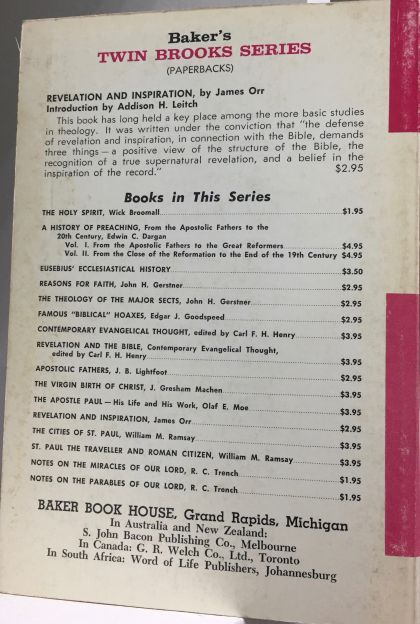 Baker's
TWIN BROOKS SERIES
(PAPERBACKS)
REVELATION AND INSPIRATION, by James Orr
Introduction by Addison H. Leitch
This book has long held a key place among the more basic studies
in theology. It was written under the conviction that "the defense
of revelation and inspiration, in connection with the Bible, demands
three things—a positive view of the structure of the Bible, the
recognition of a true supernatural revelation, and a belief in the
inspiration of the record." $2.95
Books in This Series
THE HOLY SPIRIT, Wick Broomall $1.95
A HISTORY OF PREACHING, From the Apostolic Fathers to the
20th Century, Edwin C. Dargan
Vol. I. From the Apostolic Fathers to the Great Reformers $4.95
Vol. II. From the Close of the Reformation to the End of the 19th Century $4.95
EUSEBIUS' ECCLESIASTICAL HISTORY $3.50
REASONS FOR FAITH, John H. Gerstner $2.95
THE THEOLOGY OF THE MAJOR SECTS, John H. Gerstner $2.95
FAMOUS "BIBLICAL" HOAXES, Edgar J. Goodspeed $2.95
CONTEMPORARY EVANGELICAL THOUGHT, edited by Carl F. H. Henry $3.95
REVELATION AND THE BIBLE, Contemporary Evangelical Thought,
edited by Carl F. H. Henry $3.95
APOSTOLIC FATHERS, J. B. Lightfoot $2.95
THE VIRGIN BIRTH OF CHRIST, J. Gresham Machen $3.95
THE APOSTLE PAUL—His Life and His Work, Olaf E. Moe $3.95
REVELATION AND INSPIRATION, James Orr $2.95
THE CITIES OF ST. PAUL, William M. Ramsay $3.95
ST. PAUL THE TRAVELLER AND ROMAN CITIZEN, William M. Ramsay $3.95
NOTES ON THE MIRACLES OF OUR LORD, R. C. Trench $1.95
NOTES ON THE PARABLES OF OUR LORD, R. C. Trench $1.95
BAKER BOOK HOUSE, Grand Rapids, Michigan
In Australia and New Zealand:
S. John Bacon Publishing Co., Melbourne
In Canada: G. R. Welch Co., Ltd., Toronto
In South Africa: Word of Life Publishers, Johannesburg